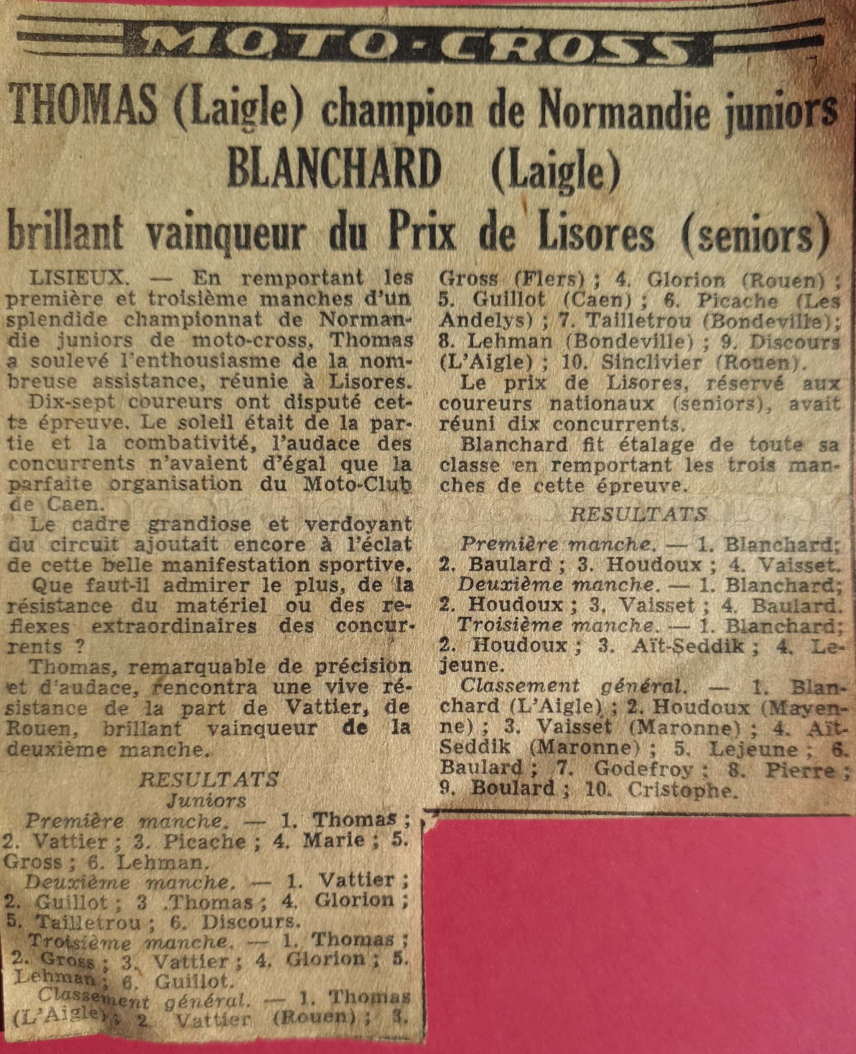 MOTO-CROSS
THOMAS (Laigle) champion de Normandie juniors
BLANCHARD (Laigle)
brillant vainqueur du Prix de Lisores (seniors)
LISIEUX. — En remportant les
première et troisième manches d'un
splendide championnat de Norman-
die juniors de moto-cross, Thomas
a soulevé l'enthousiasme de la nom-
breuse assistance, réunie à Lisores.
Dix-sept coureurs ont disputé cet-
te épreuve. Le soleil était de la par-
tie et la combativité, l'audace des
concurrents n'avaient d'égal que la
parfaite organisation du Moto-Club
de Caen.
Le cadre grandiose et verdoyant
du circuit ajoutait encore à l'éclat
de cette belle manifestation sportive.
Que faut-il admirer le plus, de la
résistance du matériel ou des re-
flexes extraordinaires des concur-
rents ?
Thomas, remarquable de précision
et d'audace, rencontra une vive ré-
sistance de la part de Vattier, de
Rouen, brillant vainqueur de la
deuxième manche.
RESULTATS
Juniors
Première manche. — 1. Thomas ;
2. Vattier ; 3. Picache ; 4. Marie ; 5.
Gross ; 6. Lehman.
Deuxième manche. — 1. Vattier ;
2. Guillot ; 3 .Thomas ; 4. Glorion ;
5. Tailletrou ; 6. Discours.
Troisième manche. — 1. Thomas ;
2. Gross ; 3. Vattier ; 4. Glorion ; 5.
Lehman ; 6. Guillot.
Classement général. — 1. Thomas
(L'Aigle) ; 2. Vattier (Rouen) ; 3.
Gross (Flers) ; 4. Glorion (Rouen) ;
5. Guillot (Caen) ; 6. Picache (Les
Andelys) ; 7. Tailletrou (Bondeville);
8. Lehman (Bondeville) ; 9. Discours
(L'Aigle) ; 10. Sinclivier (Rouen).
Le prix de Lisores, réservé aux
coureurs nationaux (seniors), avait
réuni dix concurrents.
Blanchard fit étalage de toute sa
classe en remportant les trois man-
ches de cette épreuve.
RESULTATS
Première manche. — 1. Blanchard;
2. Baulard ; 3. Houdoux ; 4. Vaisset.
Deuxième manche. — 1. Blanchard;
2. Houdoux ; 3. Vaisset ; 4. Baulard.
Troisième manche. — 1. Blanchard;
2. Houdoux ; 3. Aït-Seddik ; 4. Le-
jeune.
Classement général. — 1. Blan-
chard (L'Aigle) ; 2. Houdoux (Mayen-
ne) ; 3. Vaisset (Maronne) ; 4. Aït-
Seddik (Maronne) ; 5. Lejeune ; 6.
Baulard ; 7. Godefroy ; 8. Pierre ;
9. Boulard ; 10. Cristophe.